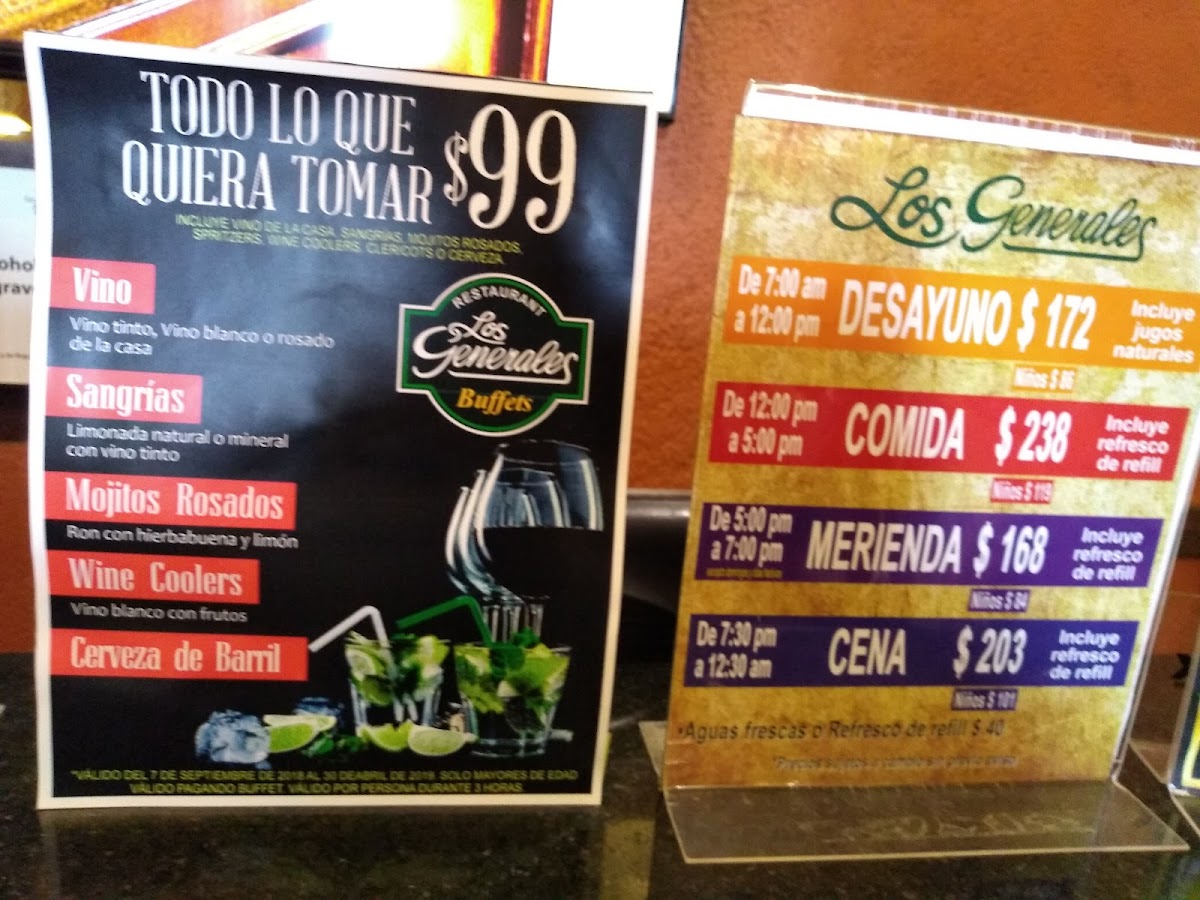 TODO LO QUE
QUIERA TOMAR
$99
INCLUYE VINO DE LA CASA, SANGRÍAS, MOJITOS ROSADOS,
SPRITZERS, WINE COOLERS, CLERICOTS O CERVEZA.
Vino
Vino tinto, Vino blanco o rosado
de la casa
Sangrías
Limonada natural o mineral
con vino tinto
Mojitos Rosados
Ron con hierbabuena y limón
Wine Coolers
Vino blanco con frutos
Cerveza de Barril
RESTAURANT
Los
Generales
Buffets
*VÁLIDO DEL 7 DE SEPTIEMBRE DE 2018 AL 30 DEABRIL DE 2019. SOLO MAYORES DE EDAD
VÁLIDO PAGANDO BUFFET. VÁLIDO POR PERSONA DURANTE 3 HORAS.
Los Generales
De 7:00 am
a 12:00 pm
DESAYUNO $ 172
Incluye
jugos
naturales
Niños $ 86
De 12:00 pm
a 5:00 pm
COMIDA $ 238
Incluye
refresco
de refill
Niños $ 119
De 5:00 pm
a 7:00 pm
MERIENDA $ 168
Incluye
refresco
de refill
Niños $ 84
De 7:30 pm
a 12:30 am
CENA $ 203
Incluye
refresco
de refill
Niños $ 101
•Aguas frescas o Refresco de refill $ 40
*Precios sujetos a cambio sin previo aviso